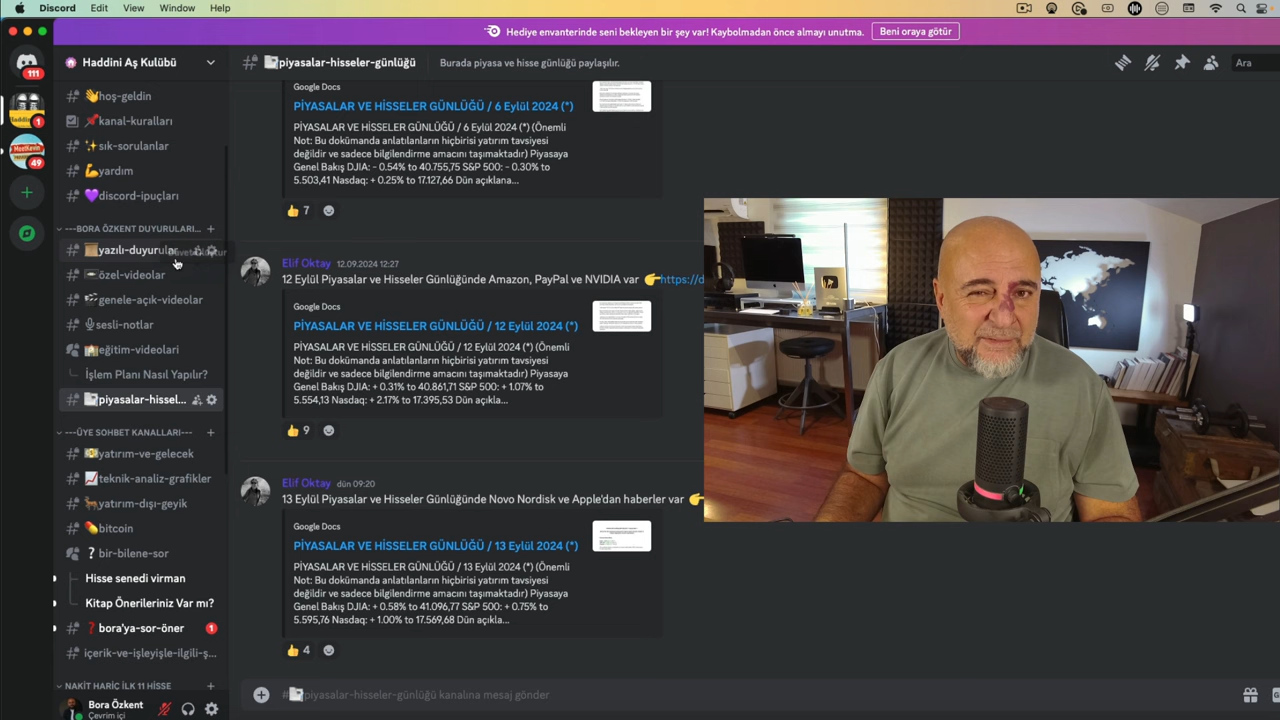 Discord Edit View Window Help
Hediye envanterinde seni bekleyen bir şey var! Kaybolmadan önce almayı unutma. Beni oraya götür
111
1
49
Haddini Aş Kulübü
hoş-geldin
kanal-kuralları
sık-sorulanlar
yardım
discord-ipuçları
---BORA ÖZKENT DUYURULARI...
yazılı-duyurular
özel-videolar
genele-açık-videolar
sesli-notlar
eğitim-videoları
İşlem Planı Nasıl Yapılır?
piyasalar-hissel...
---ÜYE SOHBET KANALLARI---
yatırım-ve-gelecek
teknik-analiz-grafikler
yatırım-dışı-geyik
bitcoin
bir-bilene-sor
Hisse senedi virman
Kitap Önerileriniz Var mı?
bora'ya-sor-öner 1
içerik-ve-işleyişle-ilgili-ş...
NAKİT HARİÇ İLK 11 HİSSE
Bora Özkent
Çevrim içi
piyasalar-hisseler-günlüğü
Burada piyasa ve hisse günlüğü paylaşılır.
Ara
Google Docs
PİYASALAR VE HİSSELER GÜNLÜĞÜ / 6 Eylül 2024 (*)
PİYASALAR VE HİSSELER GÜNLÜĞÜ / 6 Eylül 2024 (*) (Önemli
Not: Bu dokümanda anlatılanların hiçbirisi yatırım tavsiyesi
değildir ve sadece bilgilendirme amacını taşımaktadır) Piyasaya
Genel Bakış DJIA: - 0.54% to 40.755,75 S&P 500: - 0.30% to
5.503,41 Nasdaq: + 0.25% to 17.127,66 Dün açıklana...
7
Elif Oktay 12.09.2024 12:27
12 Eylül Piyasalar ve Hisseler Günlüğünde Amazon, PayPal ve NVIDIA var https://d
Google Docs
PİYASALAR VE HİSSELER GÜNLÜĞÜ / 12 Eylül 2024 (*)
PİYASALAR VE HİSSELER GÜNLÜĞÜ / 12 Eylül 2024 (*) (Önemli
Not: Bu dokümanda anlatılanların hiçbirisi yatırım tavsiyesi
değildir ve sadece bilgilendirme amacını taşımaktadır) Piyasaya
Genel Bakış DJIA: + 0.31% to 40.861,71 S&P 500: + 1.07% to
5.554,13 Nasdaq: + 2.17% to 17.395,53 Dün açıkla...
9
Elif Oktay dün 09:20
13 Eylül Piyasalar ve Hisseler Günlüğünde Novo Nordisk ve Apple'dan haberler var
Google Docs
PİYASALAR VE HİSSELER GÜNLÜĞÜ / 13 Eylül 2024 (*)
PİYASALAR VE HİSSELER GÜNLÜĞÜ / 13 Eylül 2024 (*) (Önemli
Not: Bu dokümanda anlatılanların hiçbirisi yatırım tavsiyesi
değildir ve sadece bilgilendirme amacını taşımaktadır) Piyasaya
Genel Bakış DJIA: + 0.58% to 41.096,77 S&P 500: + 0.75% to
5.595,76 Nasdaq: + 1.00% to 17.569,68 Dün açıkla...
4
piyasalar-hisseler-günlüğü kanalına mesaj gönder